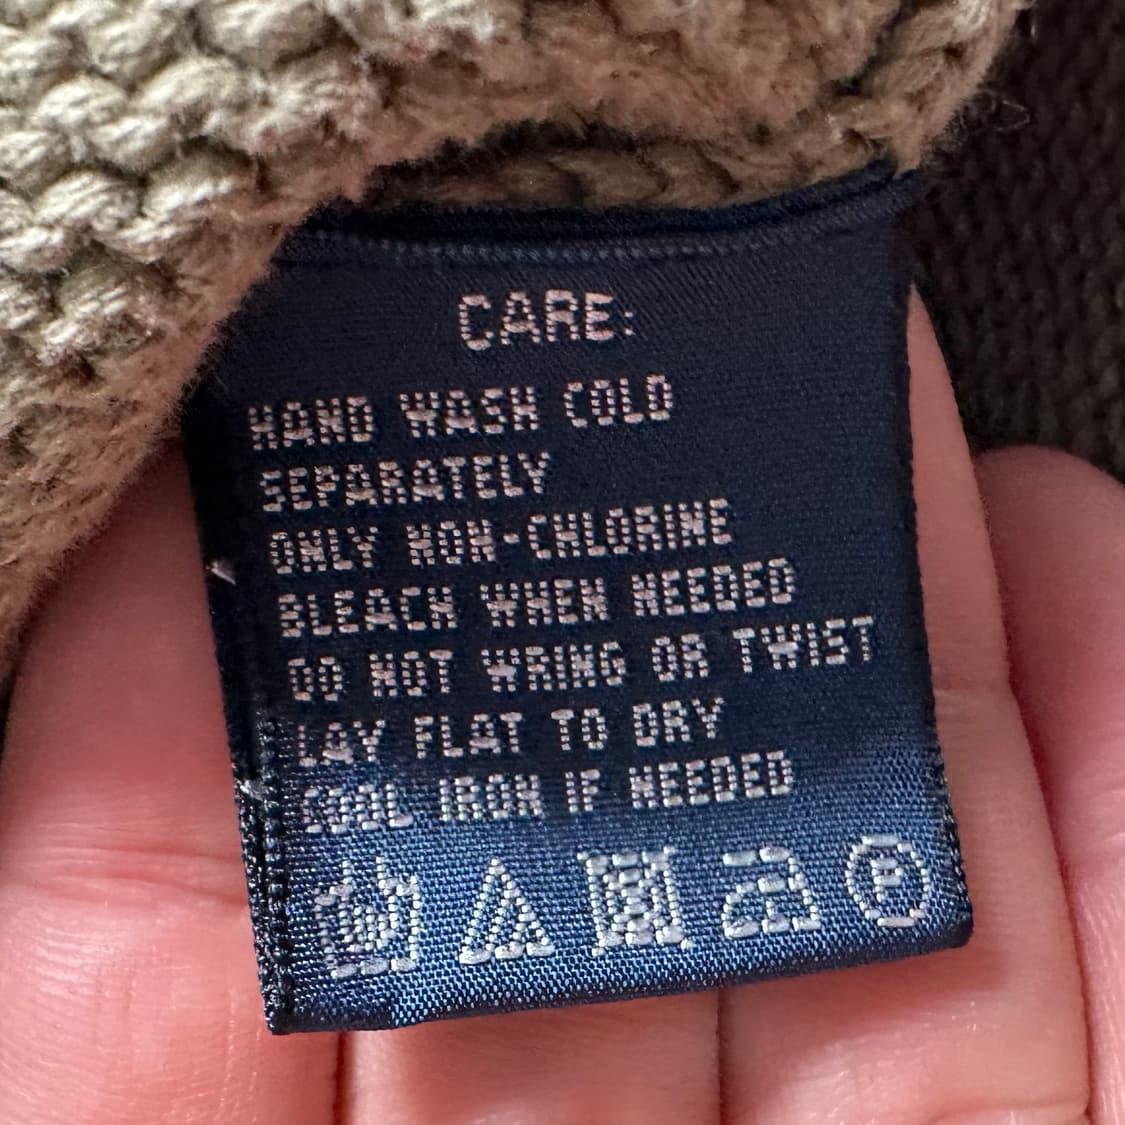 CARE:
HAND WASH COLD
SEPARATELY
ONLY NON-CHLORINE
BLEACH WHEN NEEDED
DO NOT WRING OR TWIST
LAY FLAT TO DRY
COOL IRON IF NEEDED
P